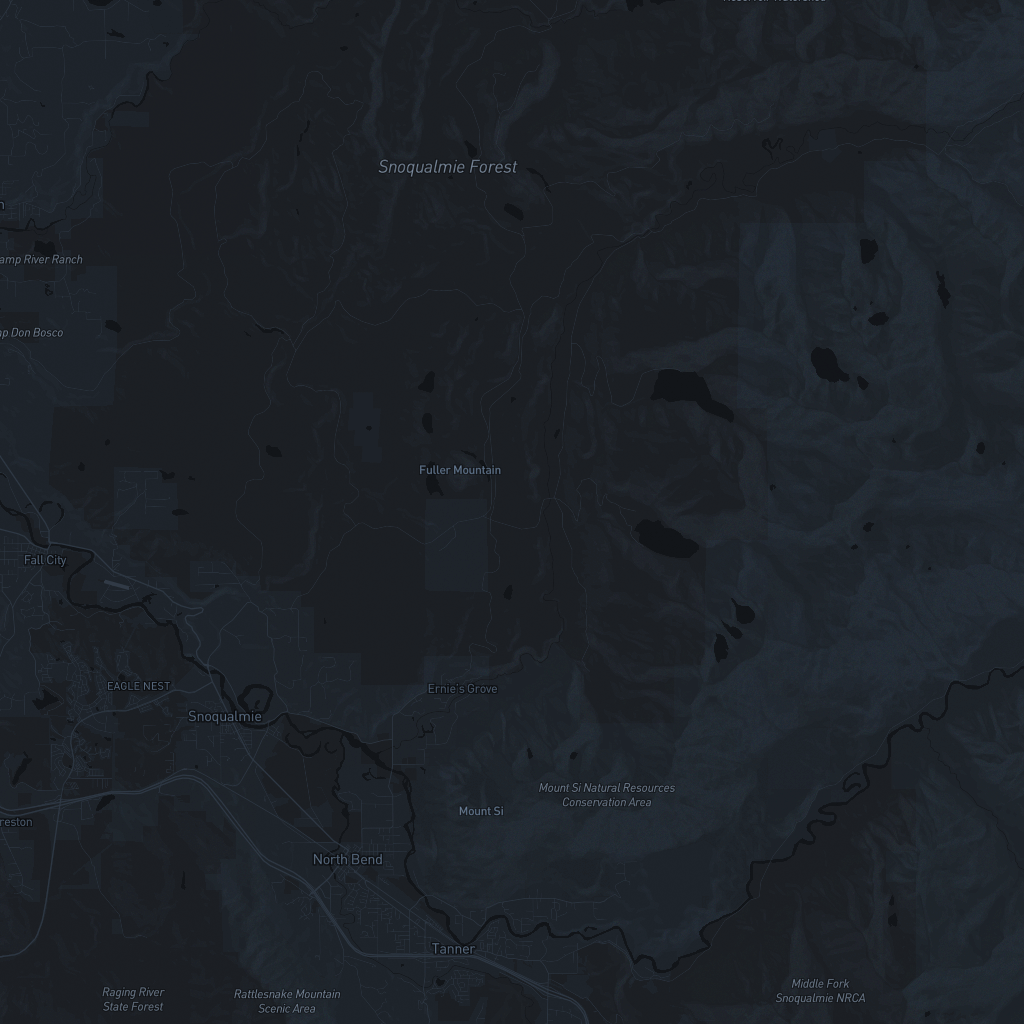 Snoqualmie Forest
amp River Ranch
Don Bosco
Fuller Mountain
Fall City
EAGLE NEST
Ernie's Grove
Snoqualmie
Mount Si Natural Resources
Conservation Area
Mount Si
reston
North Bend
Tanner
Raging River
State Forest
Rattlesnake Mountain
Scenic Area
Middle Fork
Snoqualmie NRCA